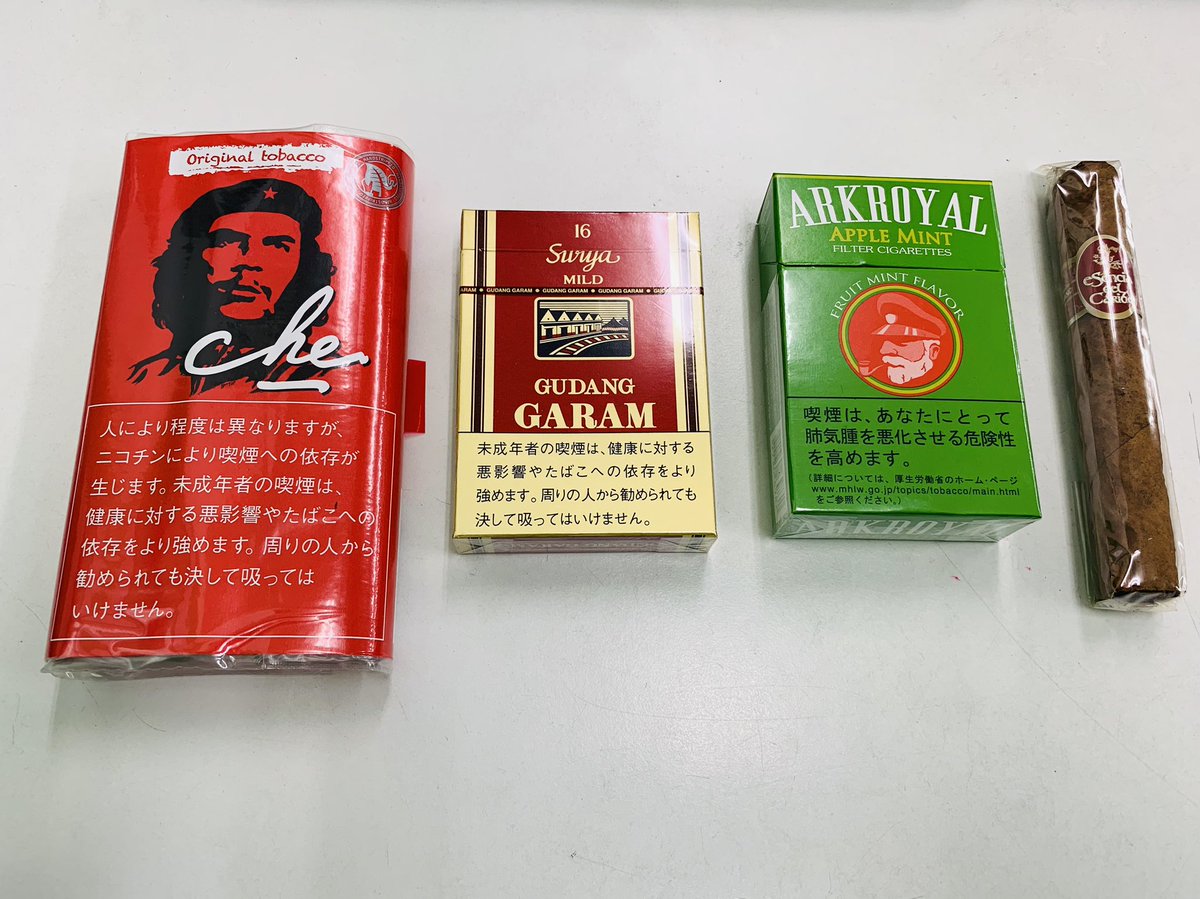 Original tobacco
che
人により程度は異なりますが、
ニコチンにより喫煙への依存が
生じます。未成年者の喫煙は、
健康に対する悪影響やたばこへの
依存をより強めます。周りの人から
勧められても決して吸っては
いけません。
16
Surya
MILD
GUDANG GARAM GUDANG GARAM GUDANG GARAM
GUDANG
GARAM
未成年者の喫煙は、健康に対する
悪影響やたばこへの依存をより
強めます。周りの人から勧められても
決して吸ってはいけません。
ARKROYAL
APPLE MINT
FILTER CIGARETTES
FRUIT MINT FLAVOR
喫煙は、あなたにとって
肺気腫を悪化させる危険性
を高めます。
(詳細については、厚生労働省のホーム・ページ
www.mhlw.go.jp/topics/tobacco/main.html
をご参照ください。)
ARKROYAL